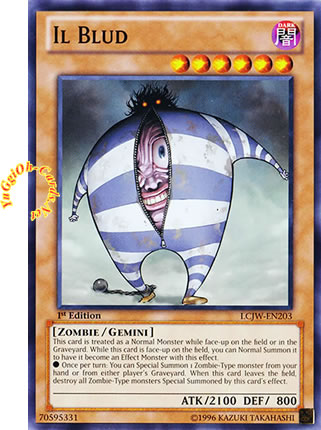 Il Blud
DARK
闇
YuGiOh-Cards.Net
1st Edition
LCJW-EN203
[Zombie / Gemini]
This card is treated as a Normal Monster while face-up on the field or in the
Graveyard. While this card is face-up on the field, you can Normal Summon it
to have it become an Effect Monster with this effect.
● Once per turn: You can Special Summon 1 Zombie-Type monster from your
hand or from either player's Graveyard. When this card leaves the field,
destroy all Zombie-Type monsters Special Summoned by this card's effect.
ATK/2100 DEF/ 800
70595331
©1996 KAZUKI TAKAHASHI